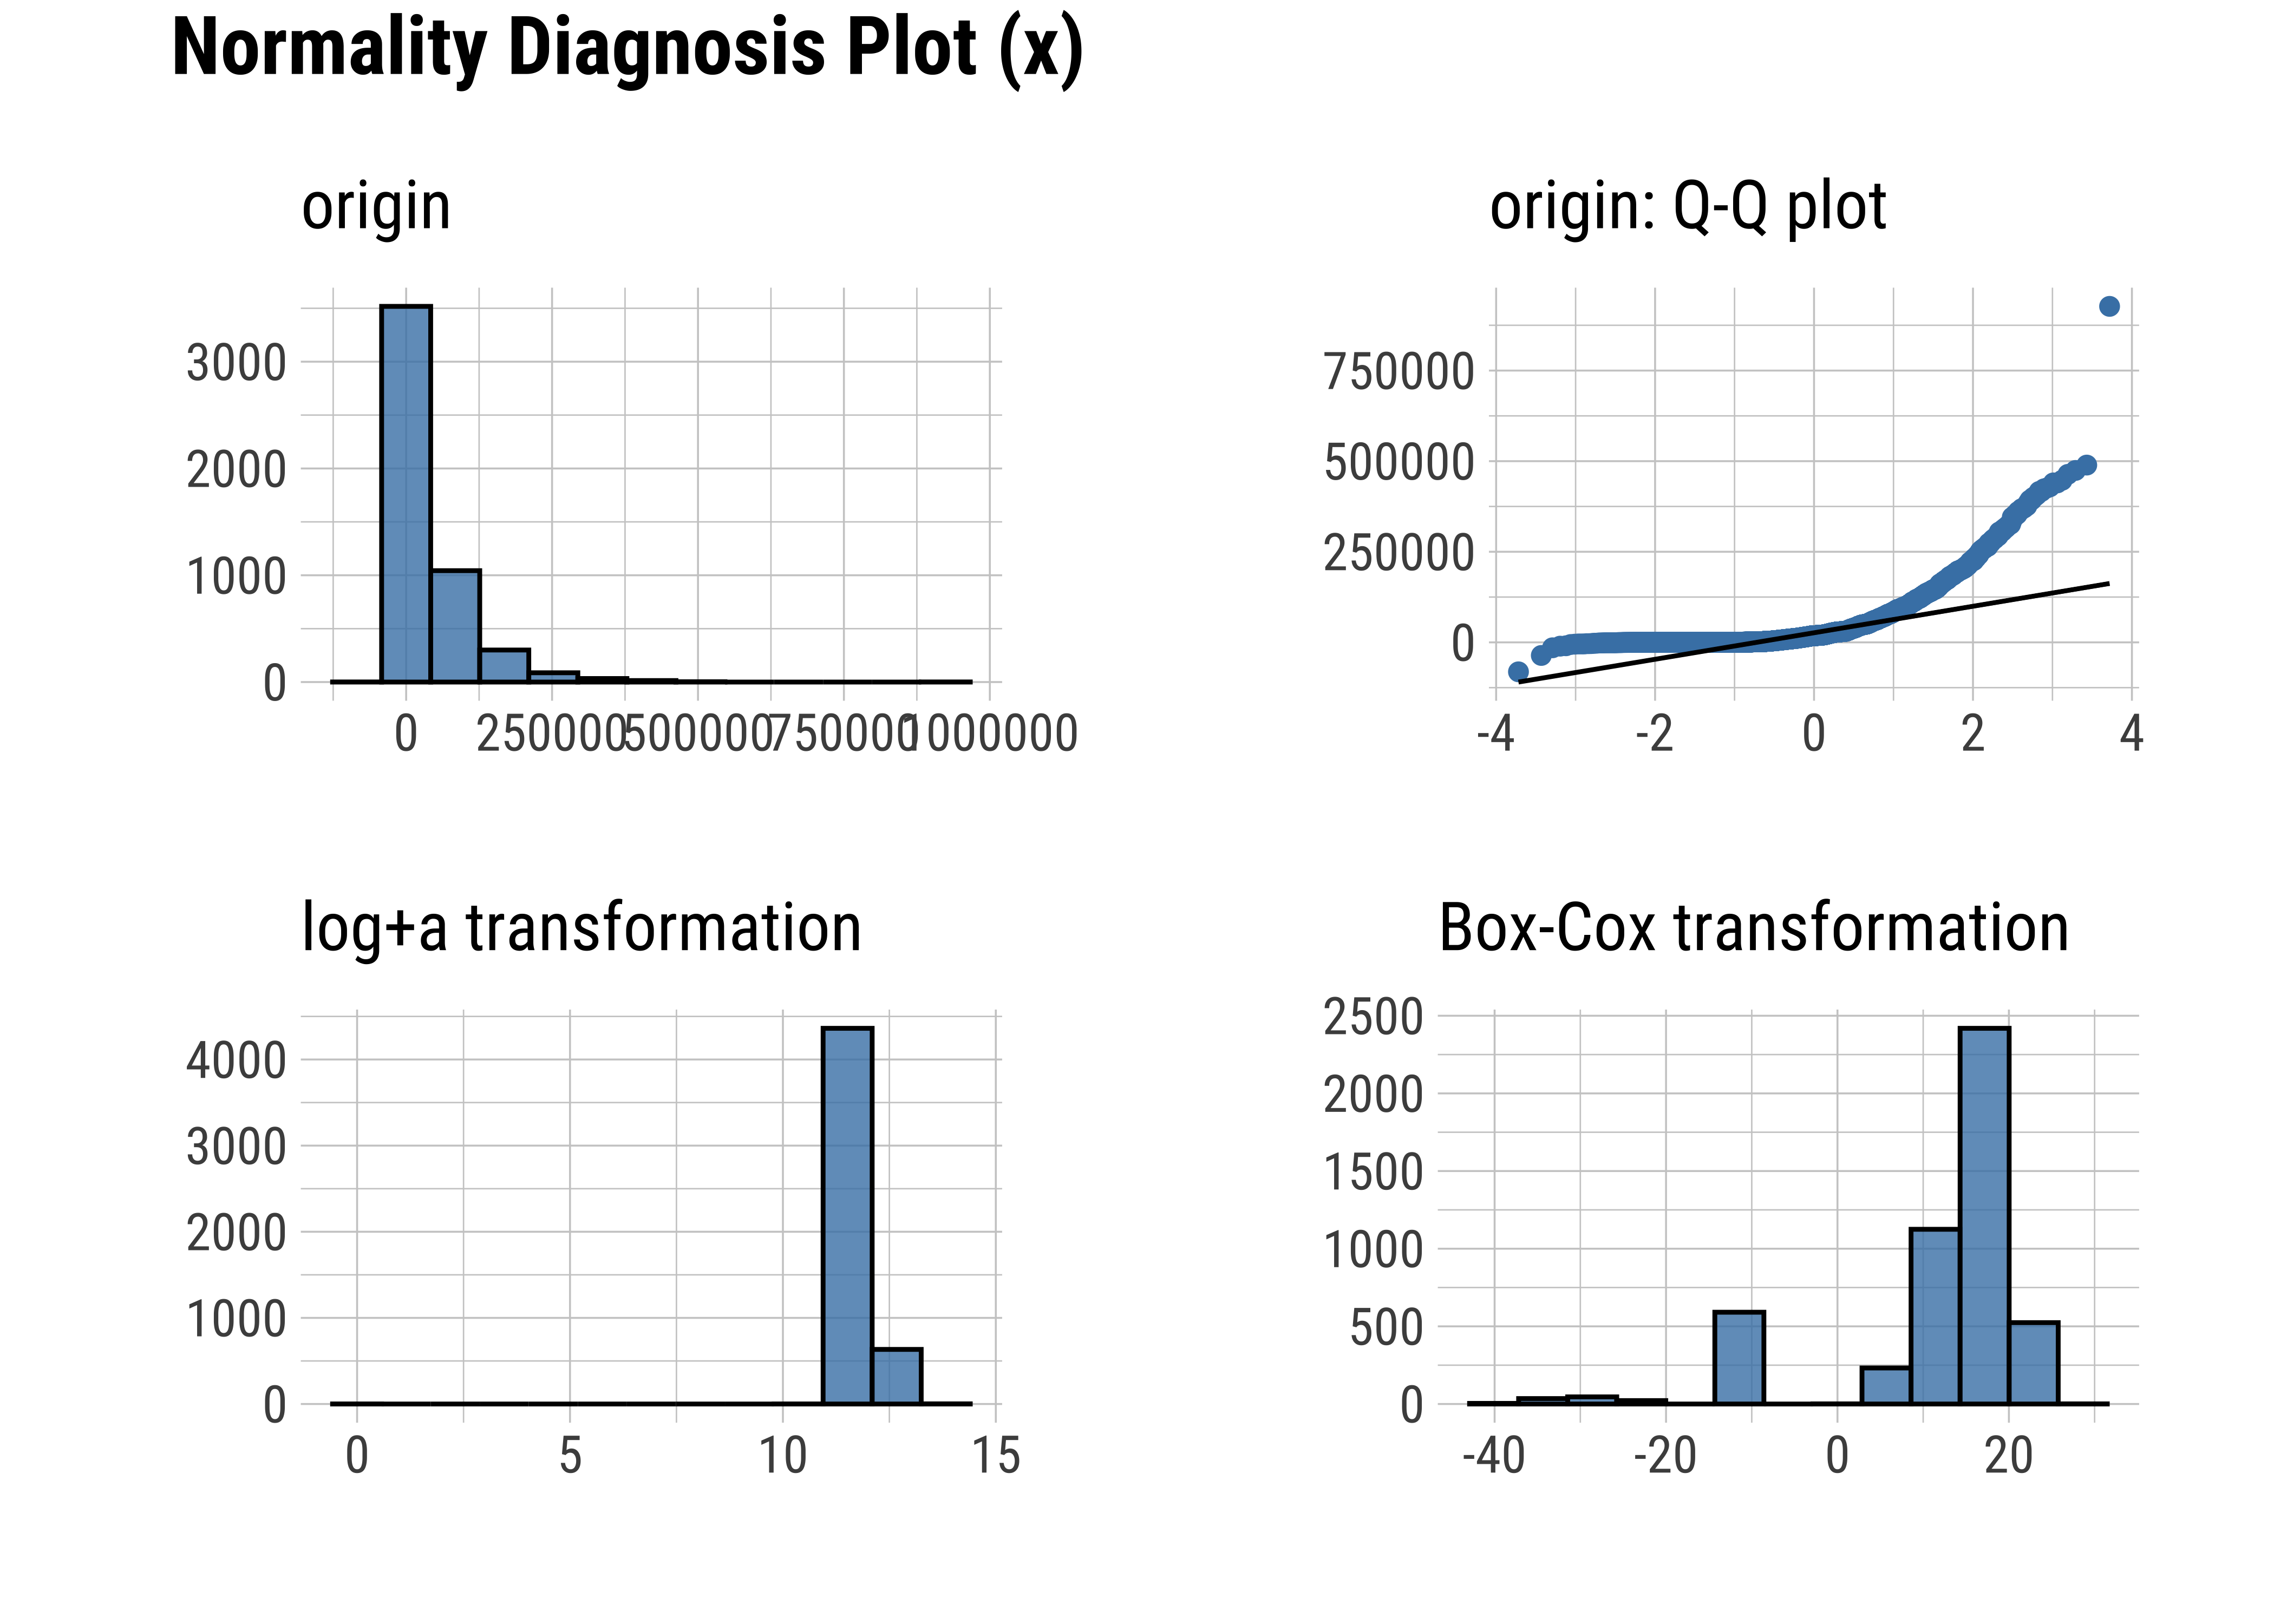 Normality Diagnosis Plot (x)
origin
3000
2000
1000
0
0 250000 500000 750000 1000000
origin: Q-Q plot
750000
500000
250000
0
-4 -2 0 2 4
log+a transformation
4000
3000
2000
1000
0
0 5 10 15
Box-Cox transformation
2500
2000
1500
1000
500
0
-40 -20 0 20